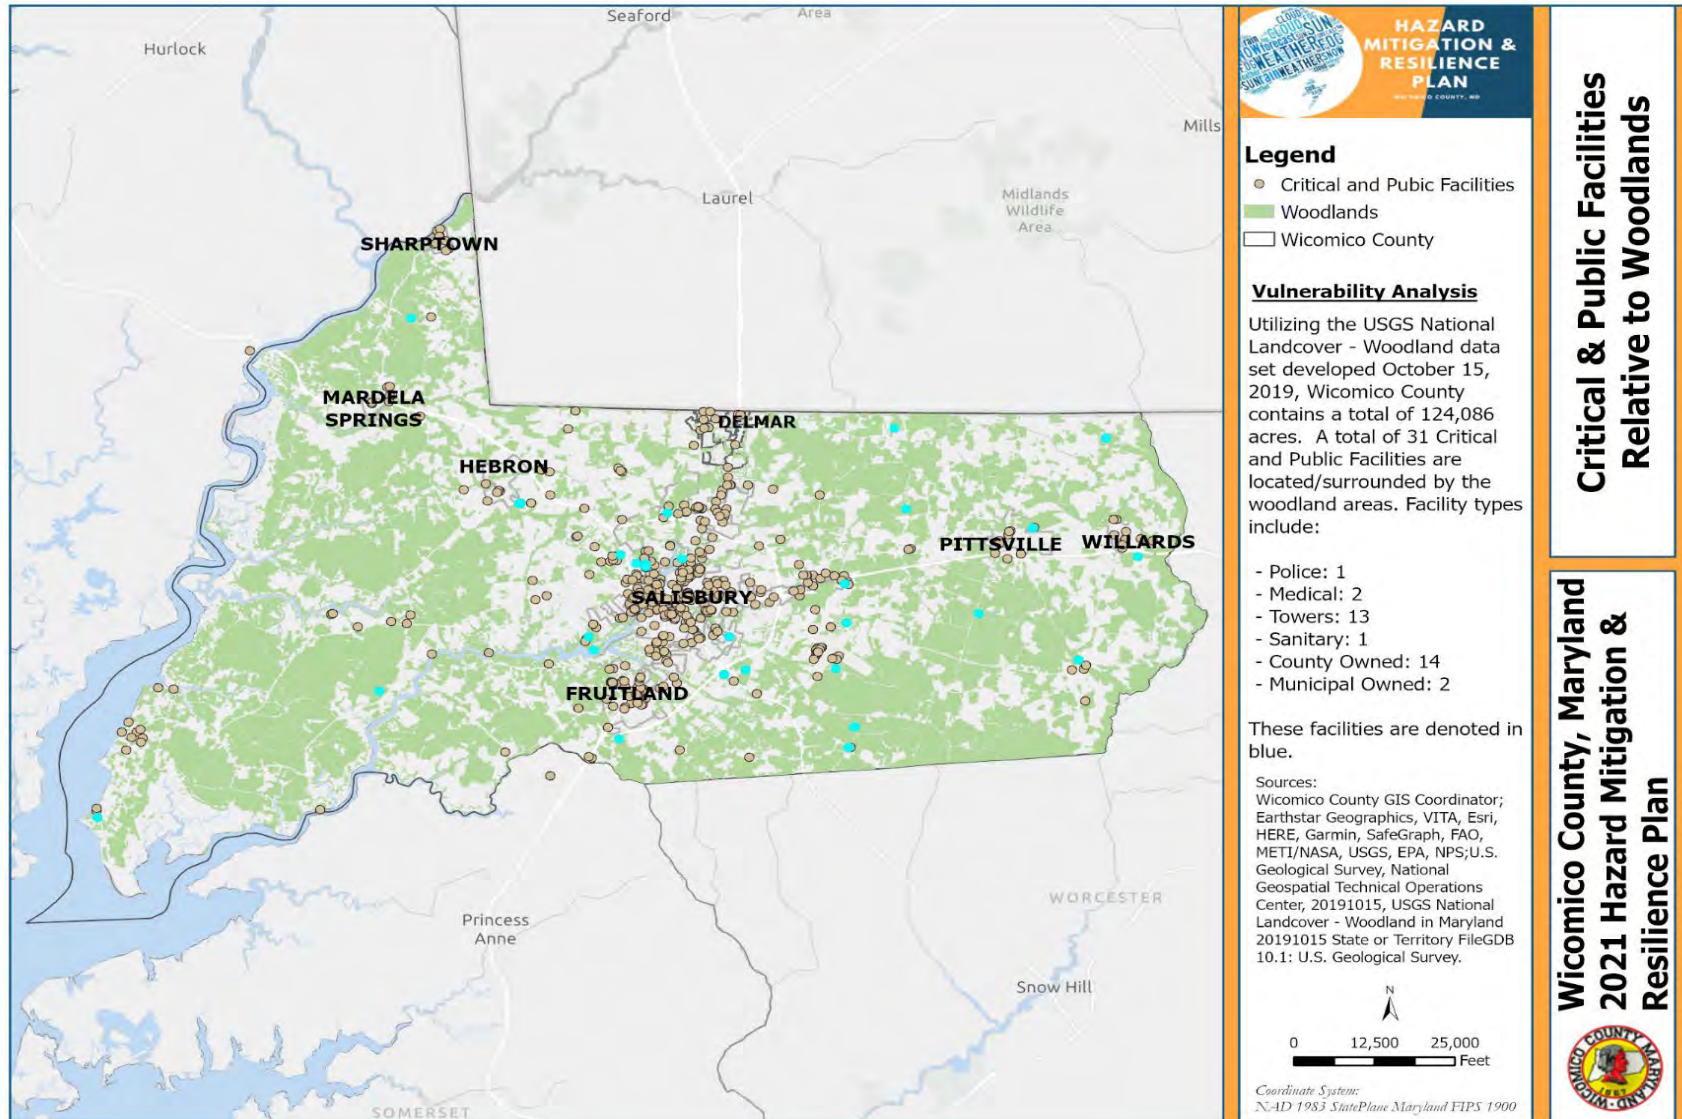 Seaford
Area
Hurlock
Mills
Laurel
Midlands
Wildlife
Area
SHARPTOWN
MARDELA
SPRINGS
DELMAR
HEBRON
PITTSVILLE
WILLARDS
SALISBURY
FRUITLAND
WORCESTER
Princess
Anne
Snow Hill
SOMERSET
HAZARD
MITIGATION &
RESILIENCE
PLAN
WICOMICO COUNTY, MD
Legend
Critical and Pubic Facilities
Woodlands
Wicomico County
Vulnerability Analysis
Utilizing the USGS National
Landcover - Woodland data
set developed October 15,
2019, Wicomico County
contains a total of 124,086
acres. A total of 31 Critical
and Public Facilities are
located/surrounded by the
woodland areas. Facility types
include:
- Police: 1
- Medical: 2
- Towers: 13
- Sanitary: 1
- County Owned: 14
- Municipal Owned: 2
These facilities are denoted in
blue.
Sources:
Wicomico County GIS Coordinator;
Earthstar Geographics, VITA, Esri,
HERE, Garmin, SafeGraph, FAO,
METI/NASA, USGS, EPA, NPS;U.S.
Geological Survey, National
Geospatial Technical Operations
Center, 20191015, USGS National
Landcover - Woodland in Maryland
20191015 State or Territory FileGDB
10.1: U.S. Geological Survey.
N
0 12,500 25,000
Feet
Coordinate System:
NAD 1983 StatePlane Maryland FIPS 1900
Critical & Public Facilities
Relative to Woodlands
Wicomico County, Maryland
2021 Hazard Mitigation &
Resilience Plan
WICOMICO COUNTY MARYLAND
1867